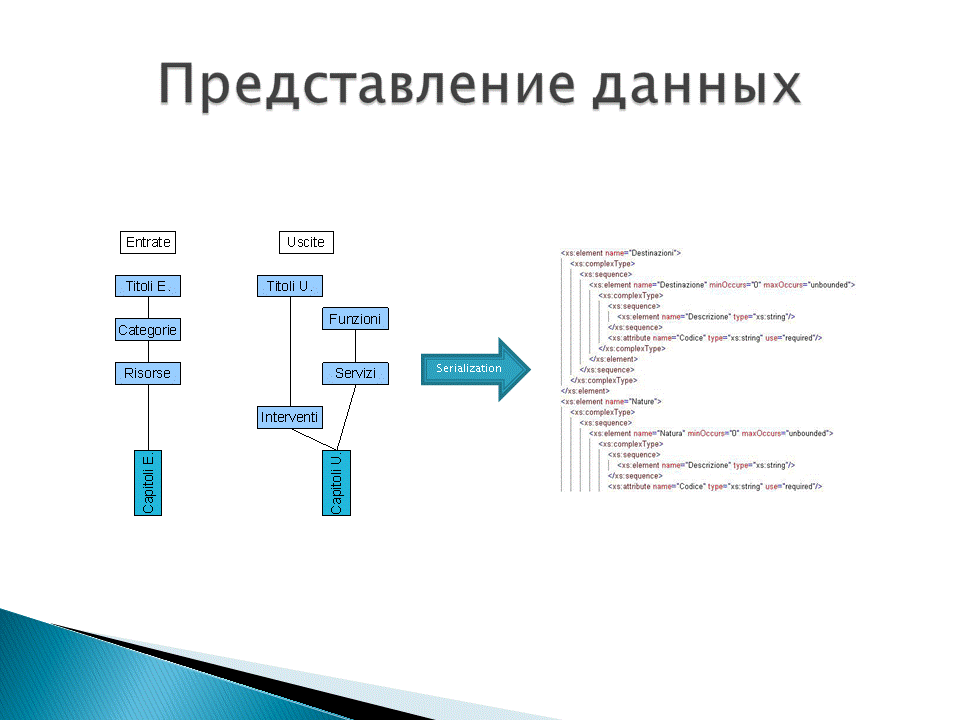 Представление данных
Entrate
Uscite
Titoli E.
Titoli U.
Funzioni
Categorie
Risorse
Servizi
Interventi
Capitoli E.
Capitoli U.
Serialization
<xs:element name="Destinazioni">
<xs:complexType>
<xs:sequence>
<xs:element name="Destinazione" minOccurs="0" maxOccurs="unbounded">
<xs:complexType>
<xs:sequence>
<xs:element name="Descrizione" type="xs:string"/>
</xs:sequence>
<xs:attribute name="Codice" type="xs:string" use="required"/>
</xs:complexType>
</xs:element>
</xs:sequence>
</xs:complexType>
</xs:element>
<xs:element name="Nature">
<xs:complexType>
<xs:sequence>
<xs:element name="Natura" minOccurs="0" maxOccurs="unbounded">
<xs:complexType>
<xs:sequence>
<xs:element name="Descrizione" type="xs:string"/>
</xs:sequence>
<xs:attribute name="Codice" type="xs:string" use="required"/>